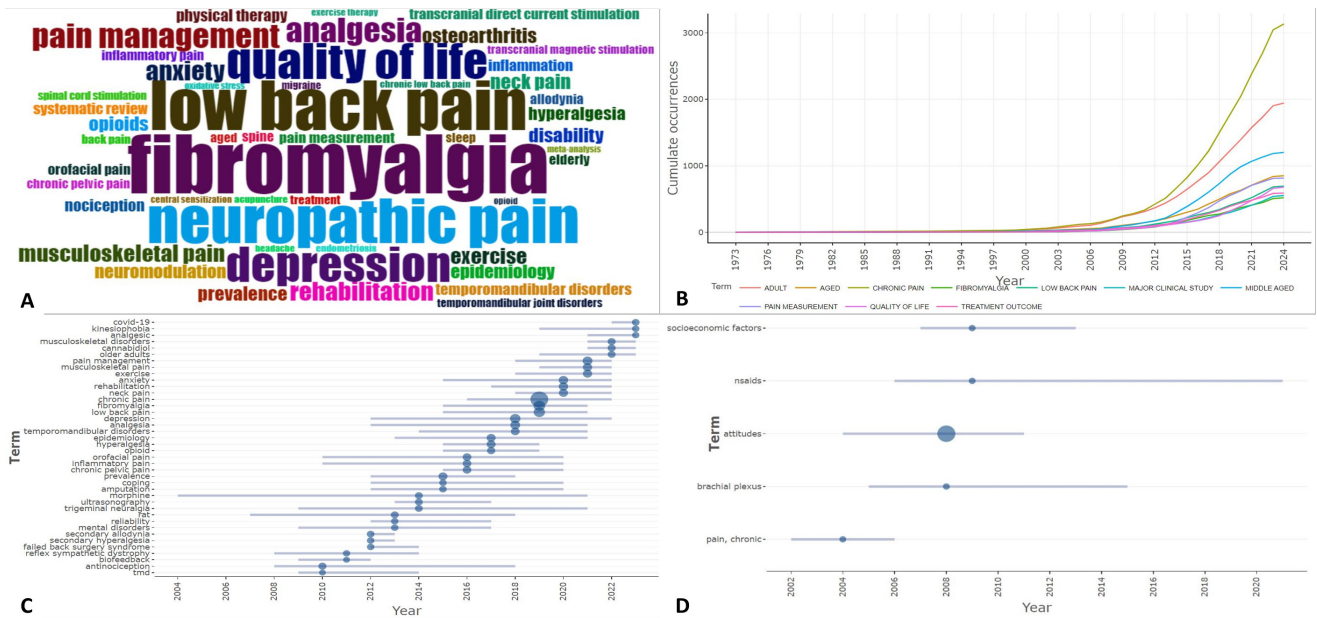 physical therapy
exercise therapy
transcranial direct current stimulation
pain management
analgesia
osteoarthritis
inflammatory pain
quality of life
transcranial magnetic stimulation
anxiety
inflammation
oxidative stress
migraine
chronic low back pain
neck pain
spinal cord stimulation
low back pain
allodynia
systematic review
hyperalgesia
opioids
disability
back pain
aged
spine
pain measurement
sleep
meta-analysis
elderly
orofacial pain
fibromyalgia
chronic pelvic pain
central sensitization
acupuncture
treatment
opioid
nociception
neuropathic pain
musculoskeletal pain
headache
endometriosis
exercise
neuromodulation
depression
epidemiology
prevalence
rehabilitation
temporomandibular disorders
temporomandibular joint disorders
A
Cumulate occurrences
3000
2000
1000
0
1973
1976
1979
1982
1985
1988
1991
1994
1997
2000
2003
2006
2009
2012
2015
2018
2021
2024
Year
Term
ADULT
AGED
CHRONIC PAIN
FIBROMYALGIA
LOW BACK PAIN
MAJOR CLINICAL STUDY
MIDDLE AGED
PAIN MEASUREMENT
QUALITY OF LIFE
TREATMENT OUTCOME
B
Term
covid-19
kinesiophobia
analgesic
musculoskeletal disorders
cannabidiol
older adults
pain management
musculoskeletal pain
exercise
anxiety
rehabilitation
neck pain
chronic pain
fibromyalgia
low back pain
depression
analgesia
temporomandibular disorders
epidemiology
hyperalgesia
opioid
orofacial pain
inflammatory pain
chronic pelvic pain
prevalence
coping
amputation
morphine
ultrasonography
trigeminal neuralgia
rat
reliability
mental disorders
secondary allodynia
secondary hyperalgesia
failed back surgery syndrome
reflex sympathetic dystrophy
biofeedback
antinociception
tmd
2004
2006
2008
2010
2012
2014
2016
2018
2020
2022
Year
C
Term
socioeconomic factors
nsaids
attitudes
brachial plexus
pain, chronic
2002
2004
2006
2008
2010
2012
2014
2016
2018
2020
Year
D